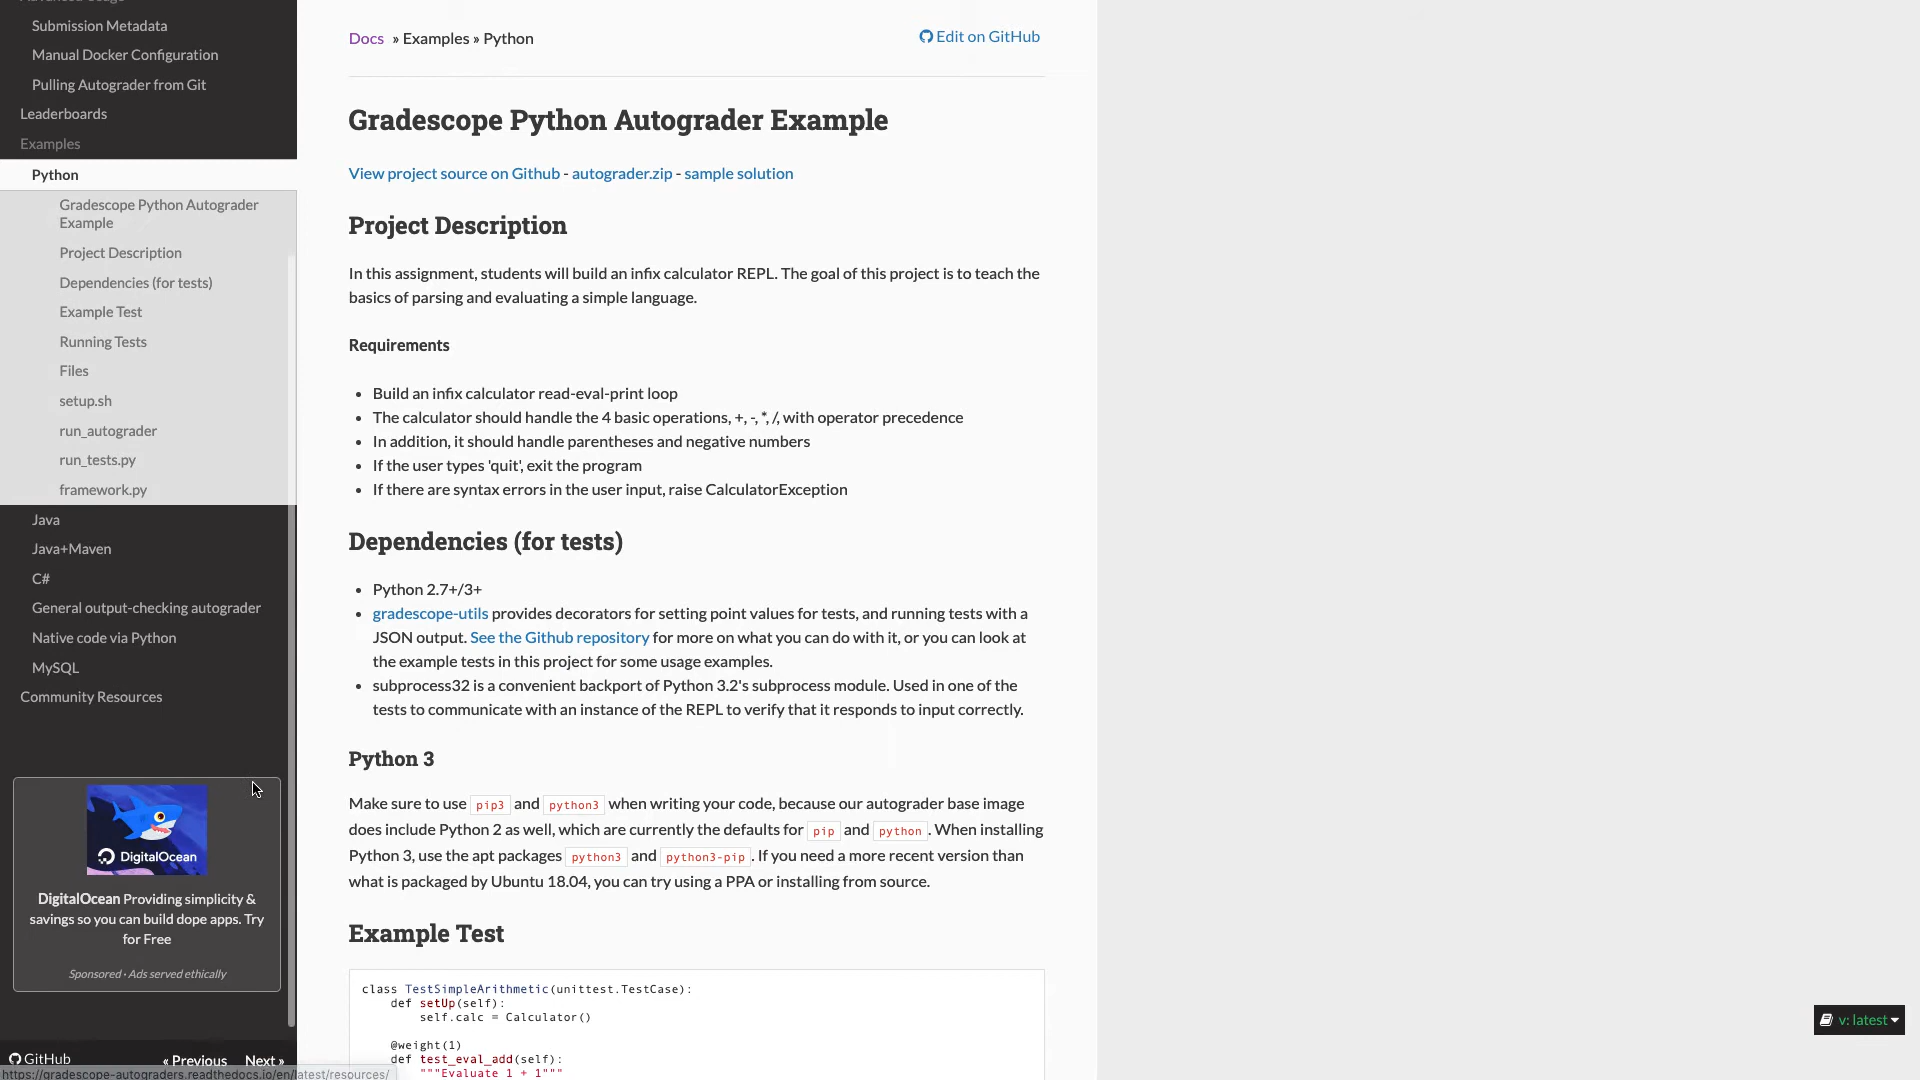 Submission Metadata
Manual Docker Configuration
Pulling Autograder from Git
Leaderboards
Examples
Python
Gradescope Python Autograder
Example
Project Description
Dependencies (for tests)
Example Test
Running Tests
Files
setup.sh
run_autograder
run_tests.py
framework.py
Java
Java+Maven
C#
General output-checking autograder
Native code via Python
MySQL
Community Resources
DigitalOcean
DigitalOcean Providing simplicity &
savings so you can build dope apps. Try
for Free
Sponsored · Ads served ethically
GitHub
« Previous
Next »
https://gradescope-autograders.readthedocs.io/en/latest/resources/
Docs » Examples » Python
Edit on GitHub
Gradescope Python Autograder Example
View project source on Github - autograder.zip - sample solution
Project Description
In this assignment, students will build an infix calculator REPL. The goal of this project is to teach the
basics of parsing and evaluating a simple language.
Requirements
• Build an infix calculator read-eval-print loop
• The calculator should handle the 4 basic operations, +, -, *, /, with operator precedence
• In addition, it should handle parentheses and negative numbers
• If the user types 'quit', exit the program
• If there are syntax errors in the user input, raise CalculatorException
Dependencies (for tests)
• Python 2.7+/3+
• gradescope-utils provides decorators for setting point values for tests, and running tests with a
JSON output. See the Github repository for more on what you can do with it, or you can look at
the example tests in this project for some usage examples.
• subprocess32 is a convenient backport of Python 3.2's subprocess module. Used in one of the
tests to communicate with an instance of the REPL to verify that it responds to input correctly.
Python 3
Make sure to use pip3 and python3 when writing your code, because our autograder base image
does include Python 2 as well, which are currently the defaults for pip and python. When installing
Python 3, use the apt packages python3 and python3-pip. If you need a more recent version than
what is packaged by Ubuntu 18.04, you can try using a PPA or installing from source.
Example Test
class TestSimpleArithmetic(unittest.TestCase):
    def setUp(self):
        self.calc = Calculator()
    @weight(1)
    def test_eval_add(self):
        """Evaluate 1 + 1"""
v: latest